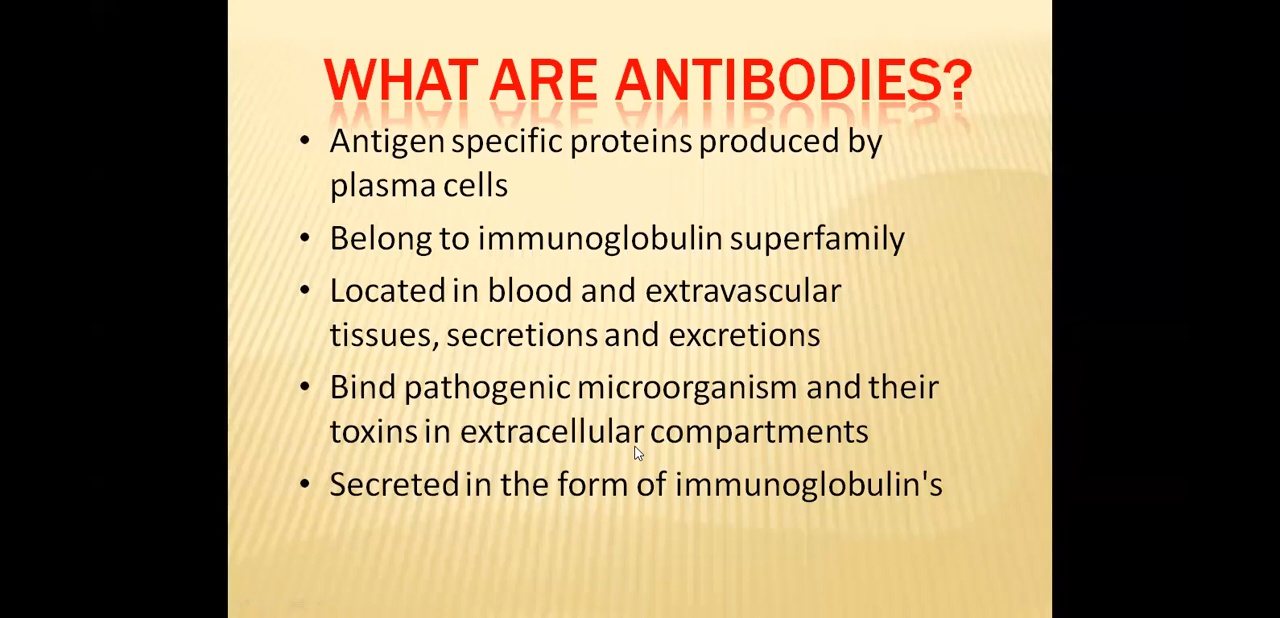 WHAT ARE ANTIBODIES?
• Antigen specific proteins produced by
plasma cells
• Belong to immunoglobulin superfamily
• Located in blood and extravascular
tissues, secretions and excretions
• Bind pathogenic microorganism and their
toxins in extracellular compartments
• Secreted in the form of immunoglobulin's